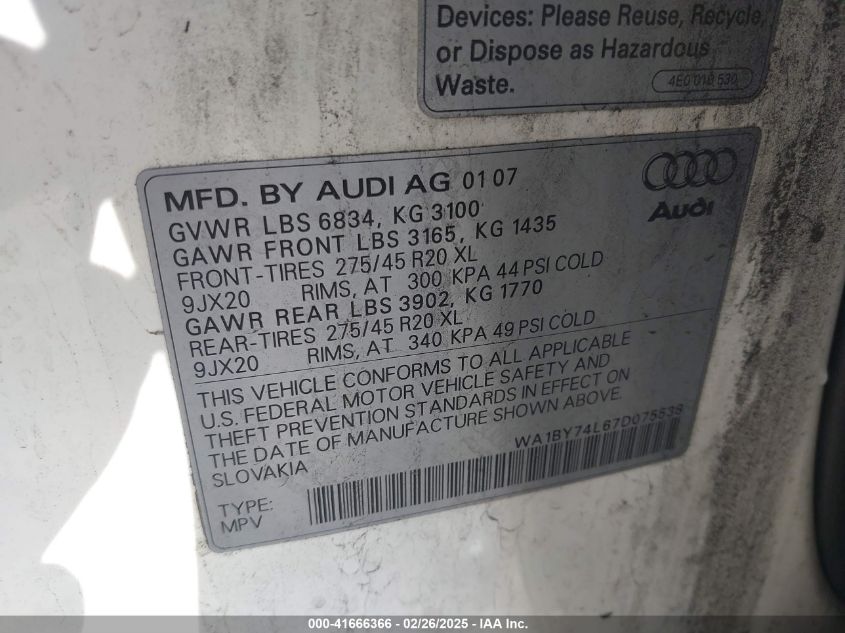 Devices: Please Reuse, Recycle,
or Dispose as Hazardous
Waste.
4E0 010 530
MFD. BY AUDI AG 01 07
GVWR LBS 6834, KG 3100
GAWR FRONT LBS 3165, KG 1435
FRONT-TIRES 275/45 R20 XL
9JX20 RIMS, AT 300 KPA 44 PSI COLD
GAWR REAR LBS 3902, KG 1770
REAR-TIRES 275/45 R20 XL
9JX20 RIMS, AT 340 KPA 49 PSI COLD
THIS VEHICLE CONFORMS TO ALL APPLICABLE
U.S. FEDERAL MOTOR VEHICLE SAFETY AND
THEFT PREVENTION STANDARDS IN EFFECT ON
THE DATE OF MANUFACTURE SHOWN ABOVE.
SLOVAKIA
WA1BY74L67D075538
TYPE:
MPV
Audi
000-41666366 - 02/26/2025 - IAA Inc.